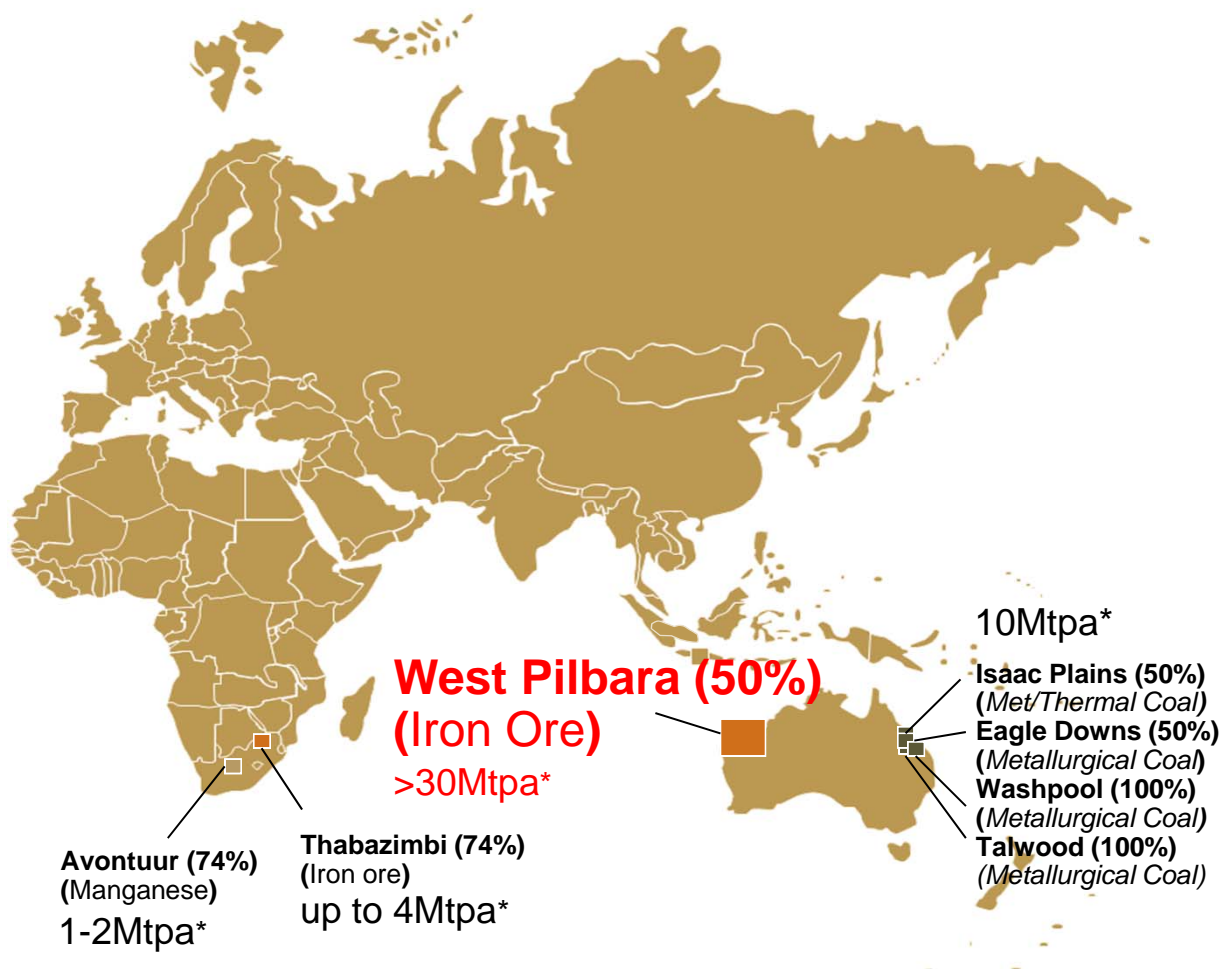 10Mtpa*
Isaac Plains (50%)
(Met/Thermal Coal)
Eagle Downs (50%)
(Metallurgical Coal)
Washpool (100%)
(Metallurgical Coal)
Talwood (100%)
(Metallurgical Coal)
West Pilbara (50%)
(Iron Ore)
>30Mtpa*
Avontuur (74%)
(Manganese)
1-2Mtpa*
Thabazimbi (74%)
(Iron ore)
up to 4Mtpa*